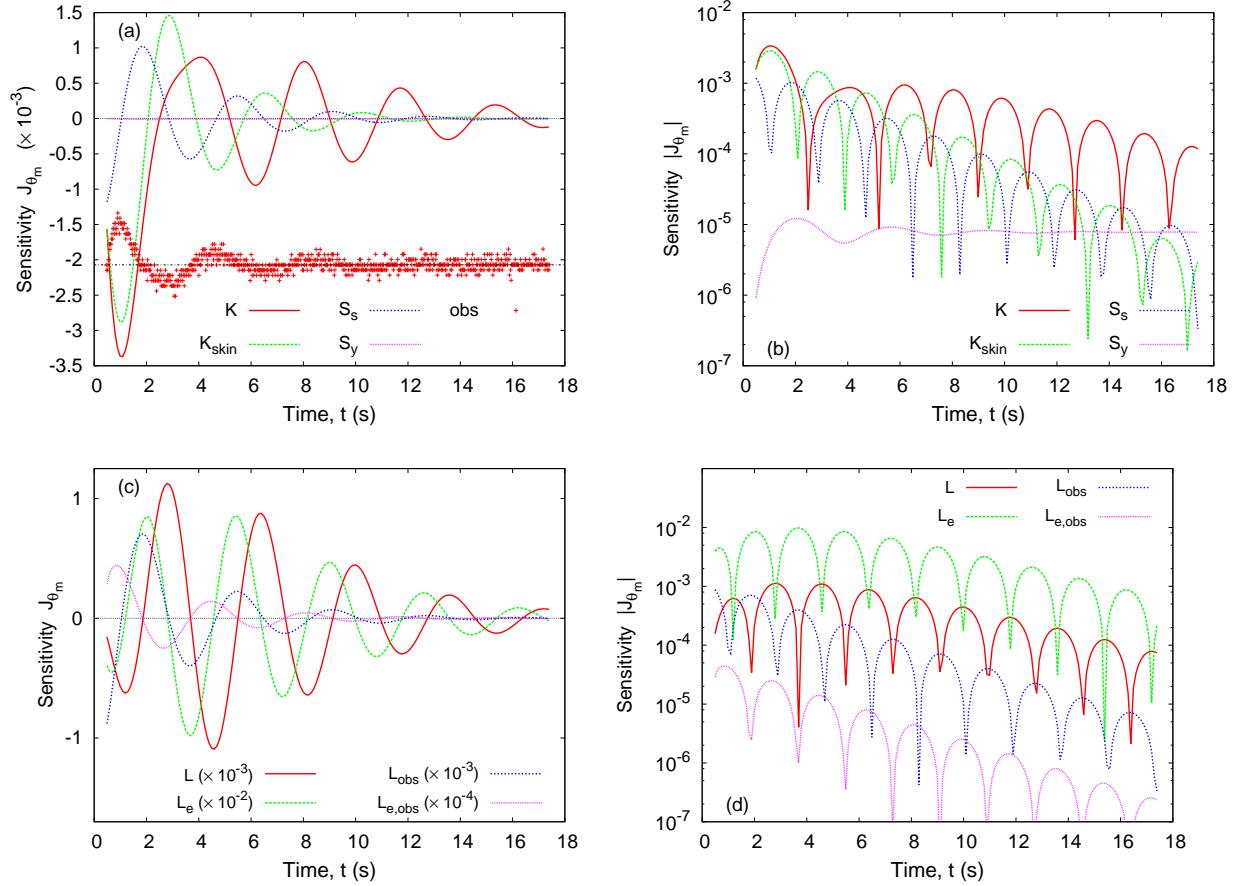 (a)
Sensitivity J_θm (× 10^-3)
1.5
1
0.5
0
-0.5
-1
-1.5
-2
-2.5
-3
-3.5
K
S_s
obs
K_skin
S_y
0 2 4 6 8 10 12 14 16 18
Time, t (s)
(b)
Sensitivity |J_θm|
10^-2
10^-3
10^-4
10^-5
10^-6
10^-7
K
S_s
K_skin
S_y
0 2 4 6 8 10 12 14 16 18
Time, t (s)
(c)
Sensitivity J_θm
1
0
1
L (× 10^-3)
L_obs (× 10^-3)
L_e (× 10^-2)
L_e,obs (× 10^-4)
0 2 4 6 8 10 12 14 16 18
Time, t (s)
(d)
Sensitivity |J_θm|
10^-2
10^-3
10^-4
10^-5
10^-6
10^-7
L
L_obs
L_e
L_e,obs
0 2 4 6 8 10 12 14 16 18
Time, t (s)